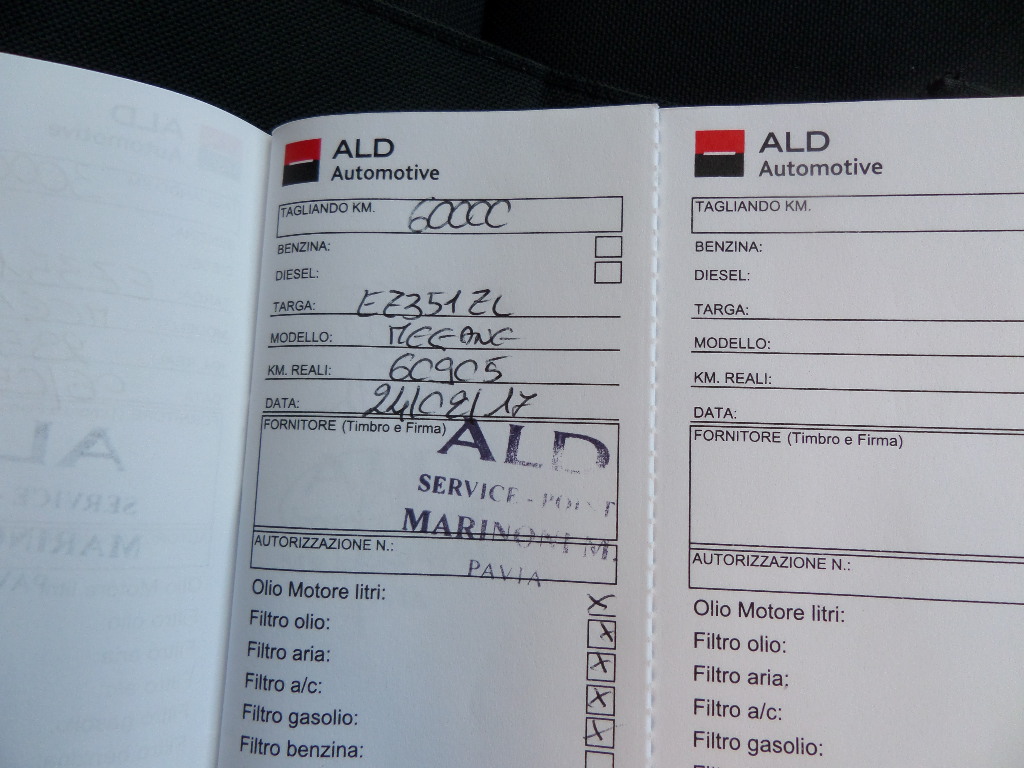 ALD
Automotive
TAGLIANDO KM. 60000
BENZINA:
DIESEL:
TARGA: EZ351ZL
MODELLO: MEGANE
KM. REALI: 60905
DATA: 24/02/17
FORNITORE (Timbro e Firma)
ALD
SERVICE - POINT
MARINONI M.
PAVIA
AUTORIZZAZIONE N.:
Olio Motore litri: X
Filtro olio: X
Filtro aria: X
Filtro a/c: X
Filtro gasolio: X
Filtro benzina:
ALD
Automotive
TAGLIANDO KM.
BENZINA:
DIESEL:
TARGA:
MODELLO:
KM. REALI:
DATA:
FORNITORE (Timbro e Firma)
AUTORIZZAZIONE N.:
Olio Motore litri:
Filtro olio:
Filtro aria:
Filtro a/c:
Filtro gasolio: